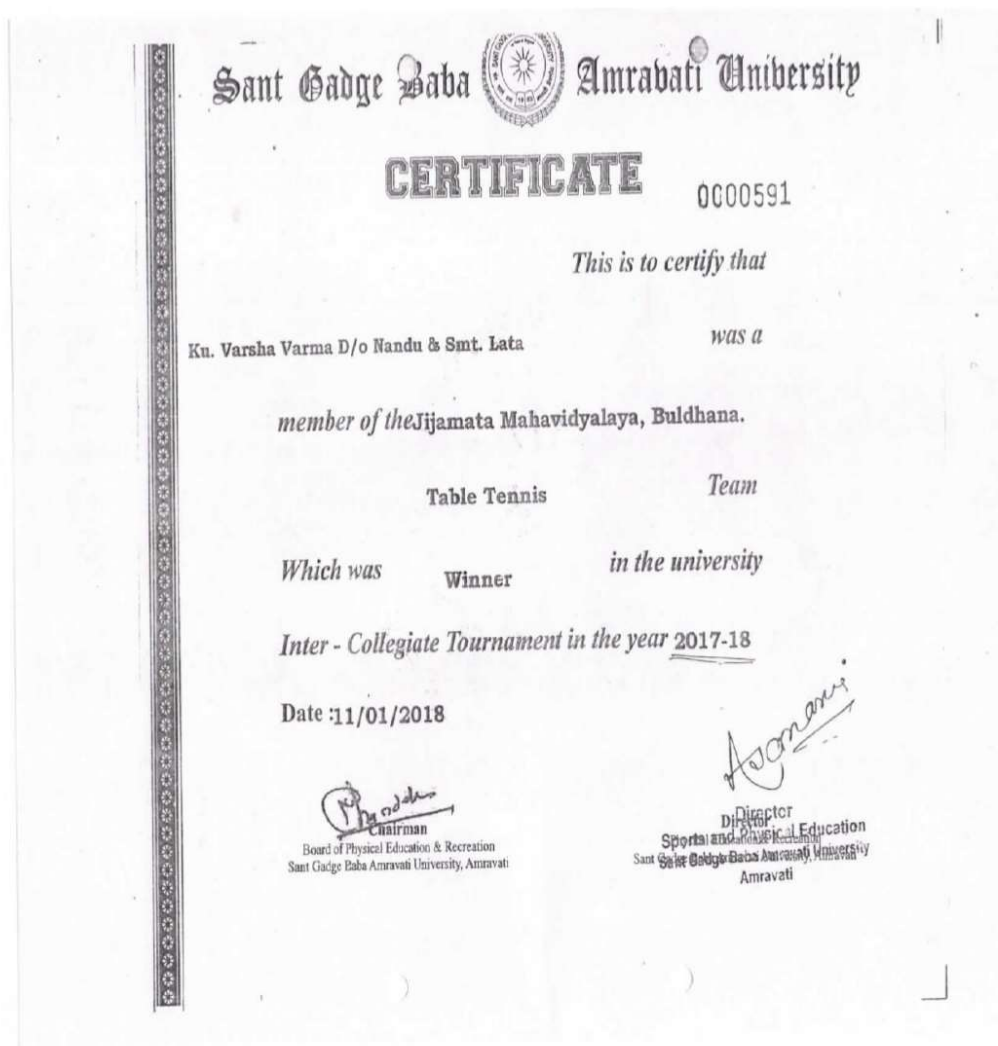 Sant Gadge Baba Amravati University
CERTIFICATE
0000591
This is to certify that
Ku. Varsha Varma D/o Nandu & Smt. Lata was a
member of the Jijamata Mahavidyalaya, Buldhana.
Table Tennis Team
Which was Winner in the university
Inter - Collegiate Tournament in the year 2017-18
Date :11/01/2018
Chairman
Board of Physical Education & Recreation
Sant Gadge Baba Amravati University, Amravati
Director
Sports and Physical Education
Sant Gadge Baba Amravati University
Amravati